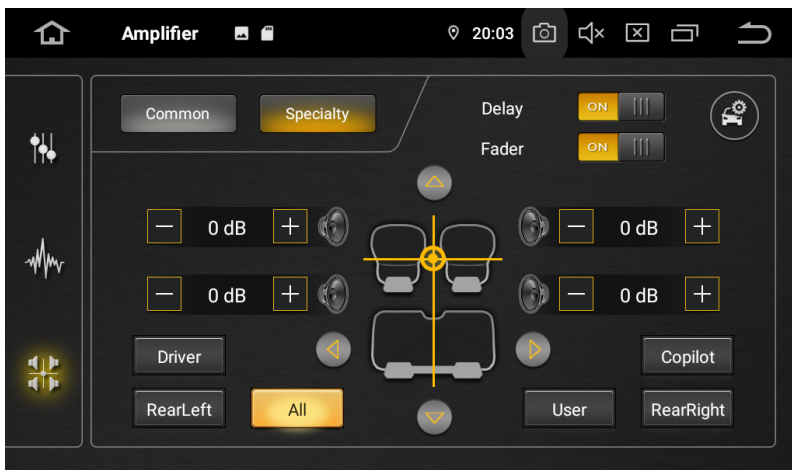 Amplifier 20:03
Common Specialty Delay ON
Fader ON
0 dB 0 dB
0 dB 0 dB
Driver Copilot
RearLeft All User RearRight